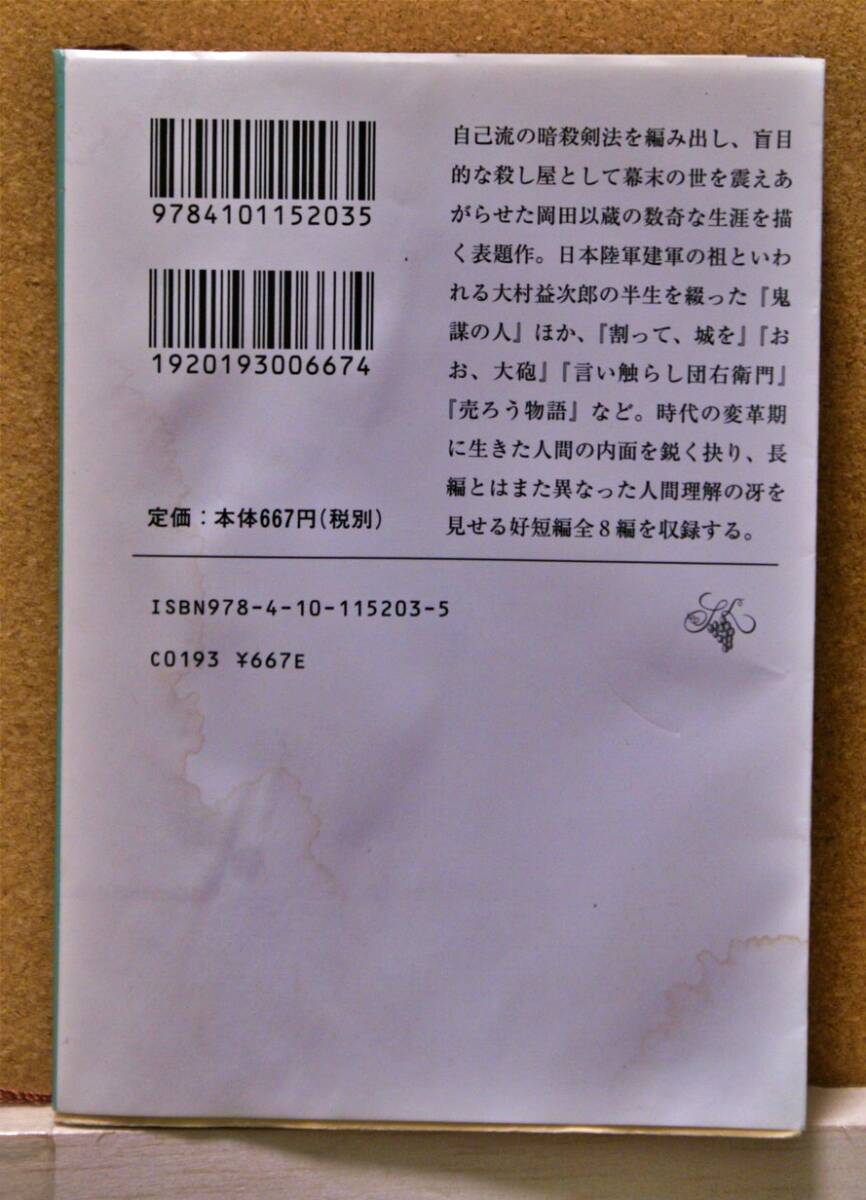 9784101152035
1920193006674
自己流の暗殺剣法を編み出し、盲目
的な殺し屋として幕末の世を震えあ
がらせた岡田以蔵の数奇な生涯を描
く表題作。日本陸軍建軍の祖といわ
れる大村益次郎の半生を綴った『鬼
謀の人』ほか、『割って、城を』『お
お、大砲』『言い触らし団右衛門』
『売ろう物語』など。時代の変革期
に生きた人間の内面を鋭く抉り、長
編とはまた異なった人間理解の冴を
見せる好短編全8編を収録する。
定価:本体667円(税別)
ISBN978-4-10-115203-5
C0193 ¥667E